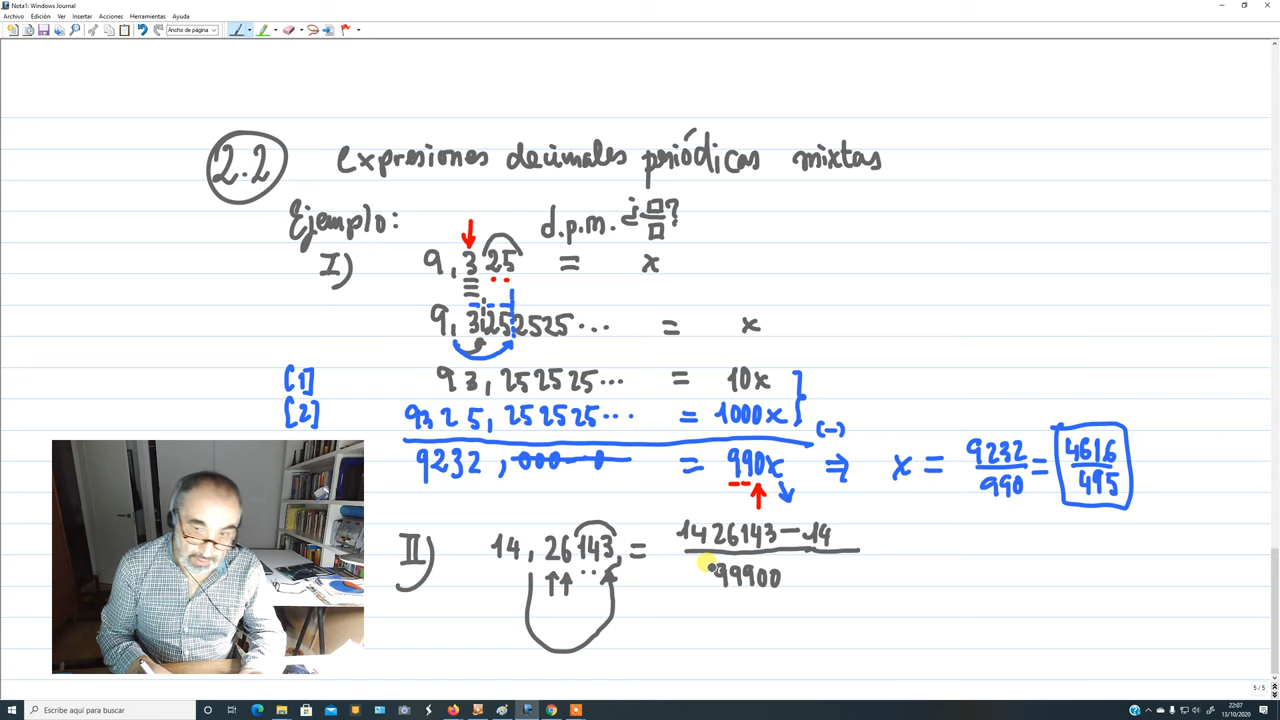 Nota1: Windows Journal
Archivo Edición Ver Insertar Acciones Herramientas Ayuda
Ancho de página
2.2 Expresiones decimales periódicas mixtas
Ejemplo: d.p.m. ¿□/□?
I) 9,325 = x
9,3252525... = x
[1] 93,252525... = 10x
[2] 9325,252525... = 1000x
(-)
9232,000--0 = 990x ⇒ x = 9232/990 = 4616/495
II) 14,26143, = 1426143-14/99900
5 / 5
Escribe aquí para buscar
22:07
13/10/2020